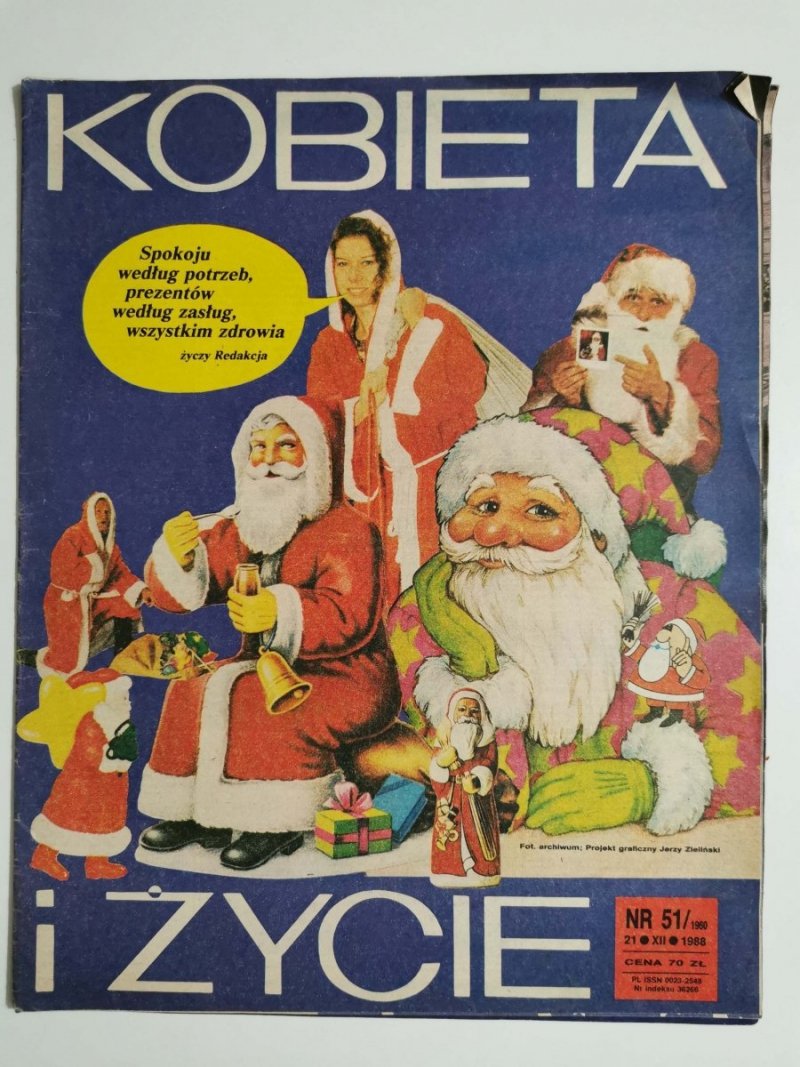 KOBIETA
Spokoju
według potrzeb,
prezentów
według zasług,
wszystkim zdrowia
życzy Redakcja
Fot. archiwum; Projekt graficzny Jerzy Zieliński
i ŻYCIE
NR 51/1960
21 ● XII ● 1988
CENA 70 ZŁ
PL ISSN 0023-2548
Nr indeksu 36266